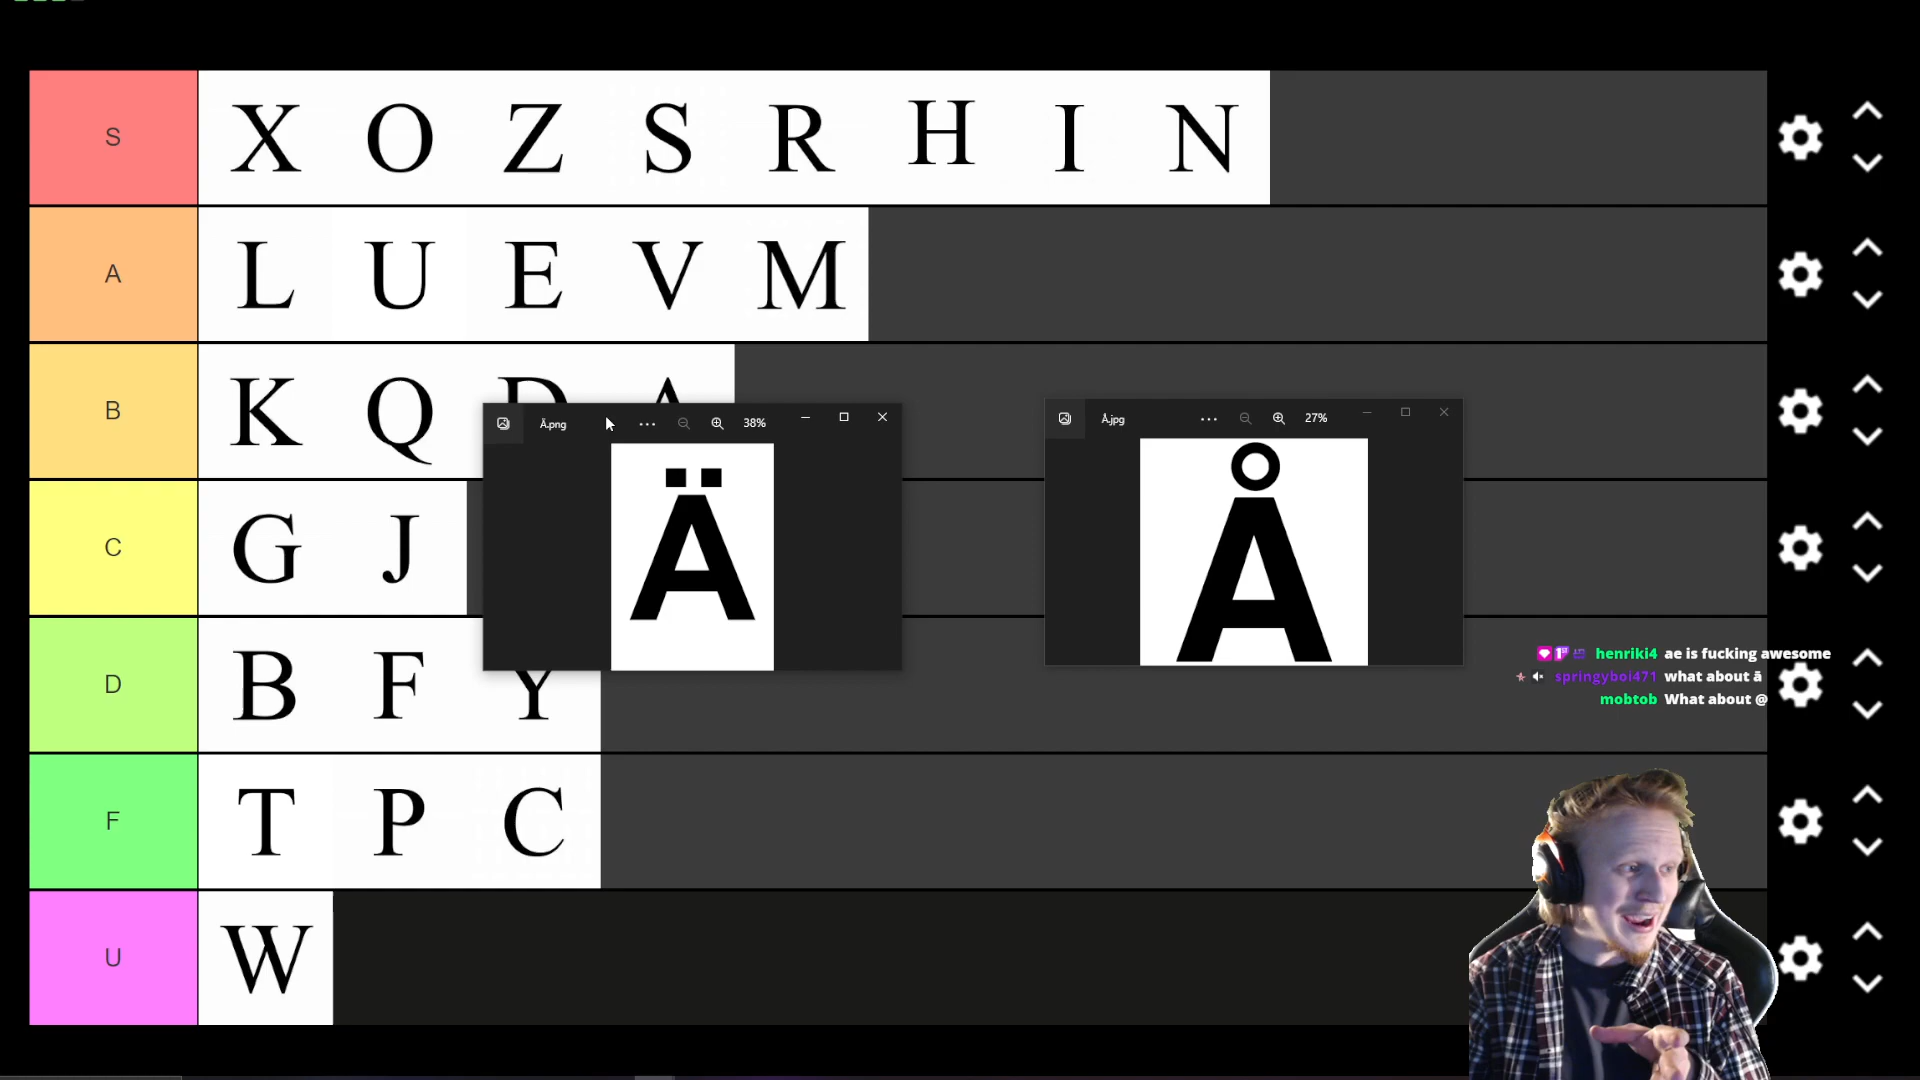 S X O Z S R H I N
A L U E V M
B K Q D A
Ä.png 38%
Ä
Å.jpg 27%
Å
C G J
D B F Y
henriki4 ae is fucking awesome
springyboi471 what about ã
mobtob What about @
F T P C
U W